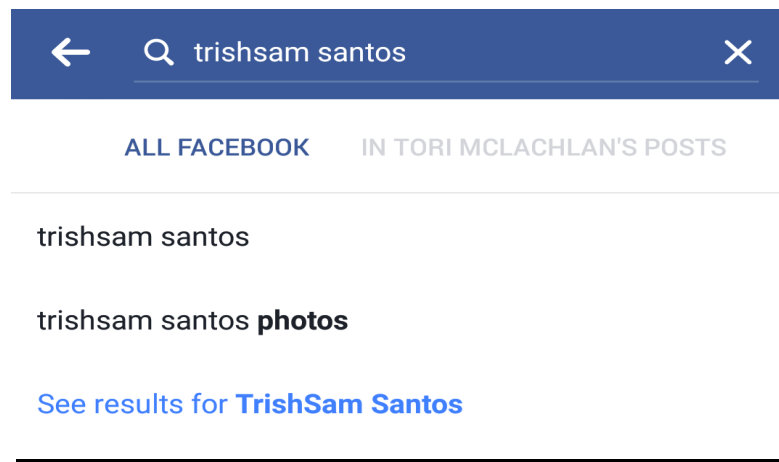 trishsam santos
ALL FACEBOOK IN TORI MCLACHLAN'S POSTS
trishsam santos
trishsam santos photos
See results for TrishSam Santos